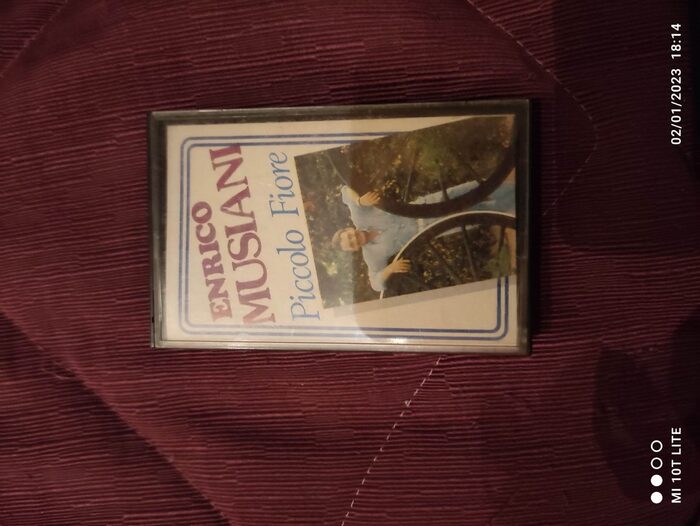 ENRICO
MUSIANI
Piccolo Fiore
MI 10T LITE
02/01/2023 18:14